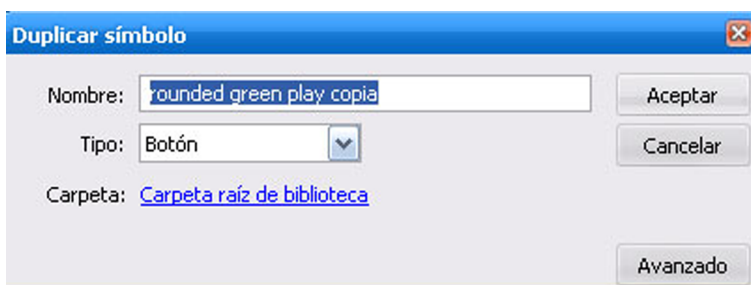 Duplicar símbolo
Nombre: rounded green play copia
Aceptar
Tipo: Botón
Cancelar
Carpeta: Carpeta raíz de biblioteca
Avanzado